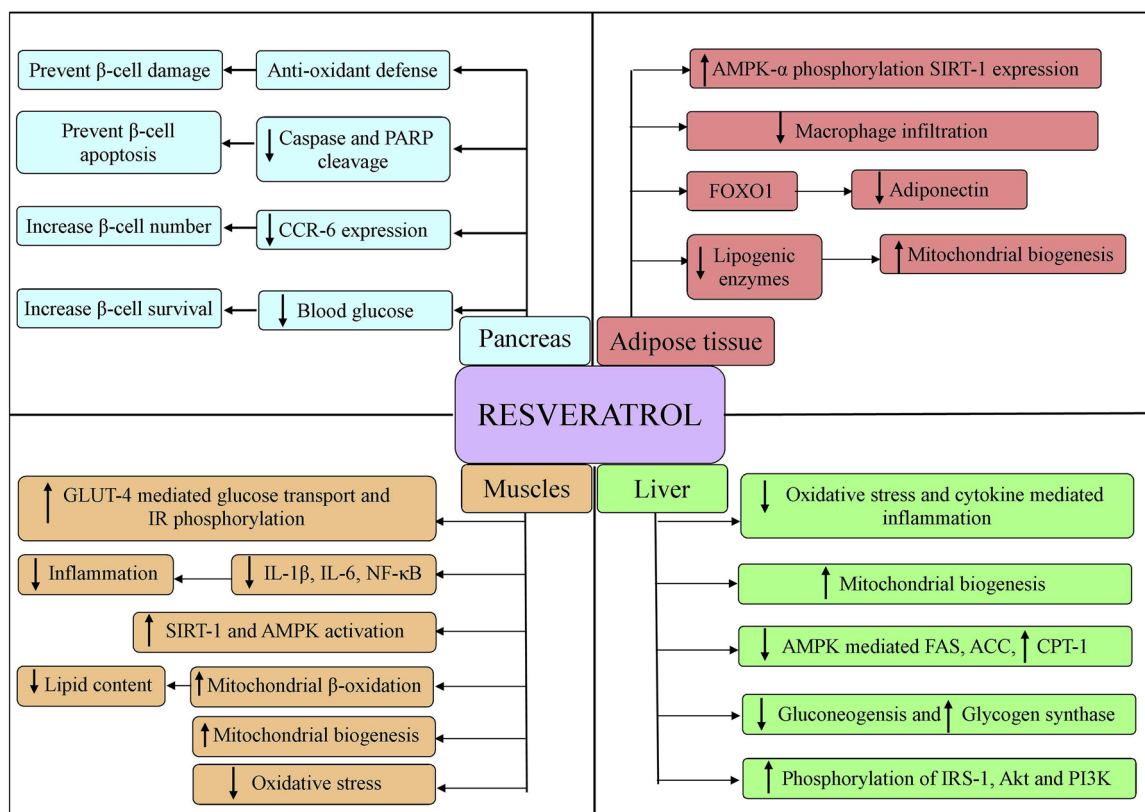 Prevent β-cell damage
Anti-oxidant defense
Prevent β-cell
apoptosis
↓ Caspase and PARP
cleavage
Increase β-cell number
↓ CCR-6 expression
Increase β-cell survival
↓ Blood glucose
Pancreas
↑ AMPK-α phosphorylation SIRT-1 expression
↓ Macrophage infiltration
FOXO1
↓ Adiponectin
↓ Lipogenic
enzymes
↑ Mitochondrial biogenesis
Adipose tissue
RESVERATROL
Muscles
↑ GLUT-4 mediated glucose transport and
IR phosphorylation
↓ Inflammation
↓ IL-1β, IL-6, NF-κB
↑ SIRT-1 and AMPK activation
↓ Lipid content
↑ Mitochondrial β-oxidation
↑ Mitochondrial biogenesis
↓ Oxidative stress
Liver
↓ Oxidative stress and cytokine mediated
inflammation
↑ Mitochondrial biogenesis
↓ AMPK mediated FAS, ACC, ↑ CPT-1
↓ Gluconeogensis and ↑ Glycogen synthase
↑ Phosphorylation of IRS-1, Akt and PI3K